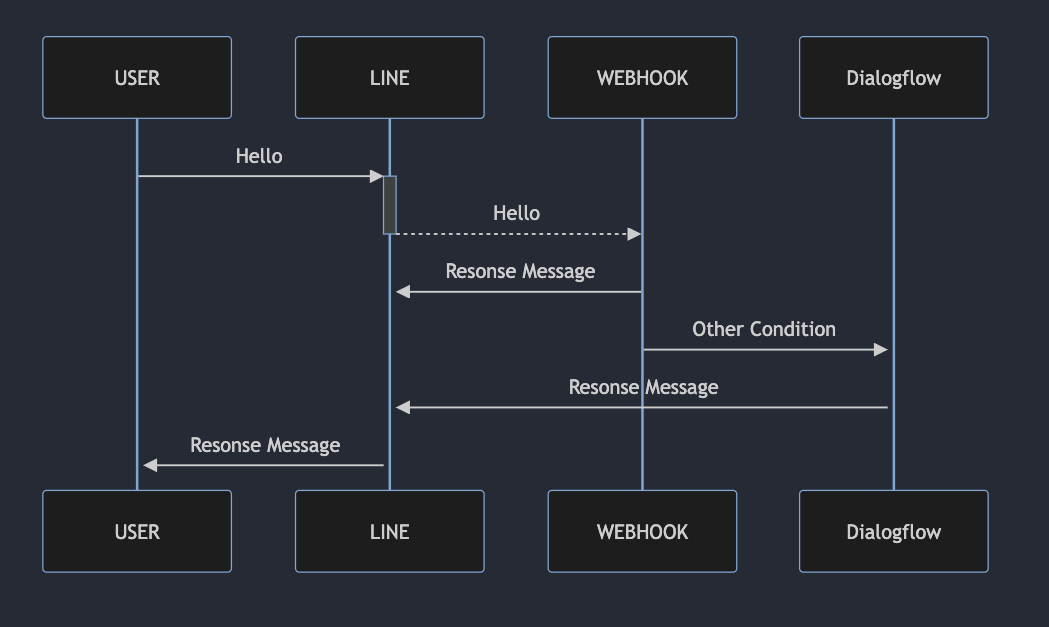 USER
LINE
WEBHOOK
Dialogflow
Hello
Hello
Resonse Message
Other Condition
Resonse Message
Resonse Message
USER
LINE
WEBHOOK
Dialogflow